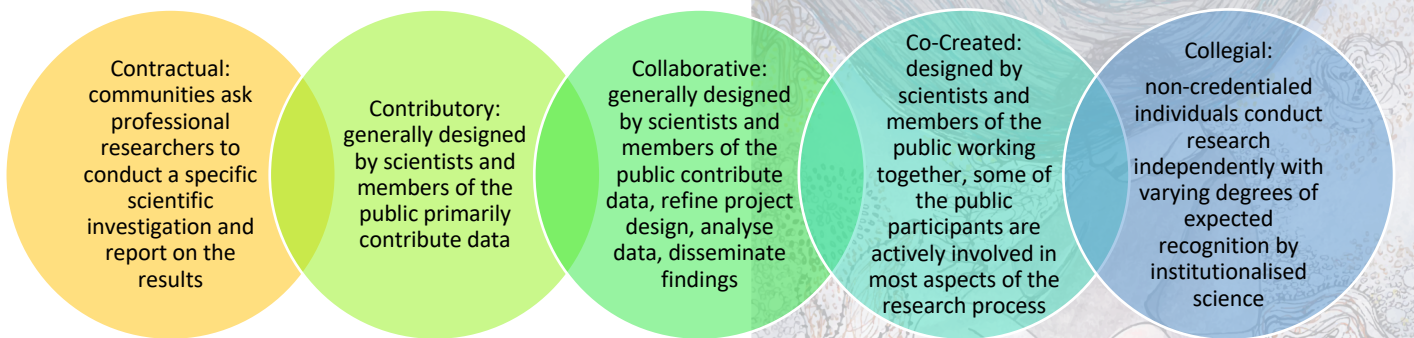 Contractual:
communities ask
professional
researchers to
conduct a specific
scientific
investigation and
report on the
results
Contributory:
generally designed
by scientists and
members of the
public primarily
contribute data
Collaborative:
generally designed
by scientists and
members of the
public contribute
data, refine project
design, analyse
data, disseminate
findings
Co-Created:
designed by
scientists and
members of the
public working
together, some of
the public
participants are
actively involved in
most aspects of the
research process
Collegial:
non-credentialed
individuals conduct
research
independently with
varying degrees of
expected
recognition by
institutionalised
science